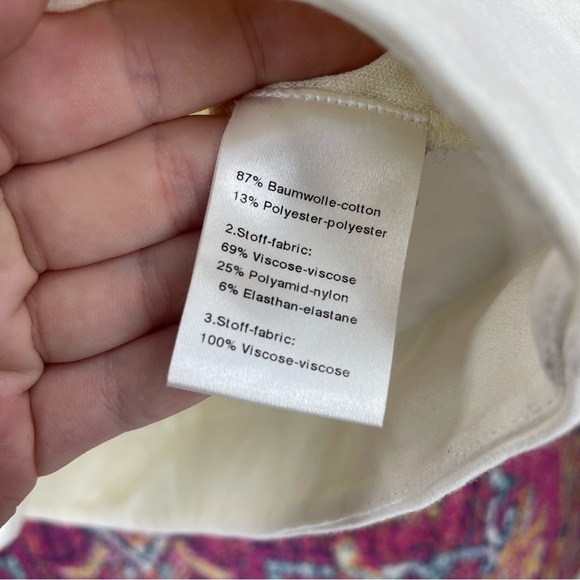 87% Baumwolle-cotton
13% Polyester-polyester
2.Stoff-fabric:
69% Viscose-viscose
25% Polyamid-nylon
6% Elasthan-elastane
3.Stoff-fabric:
100% Viscose-viscose